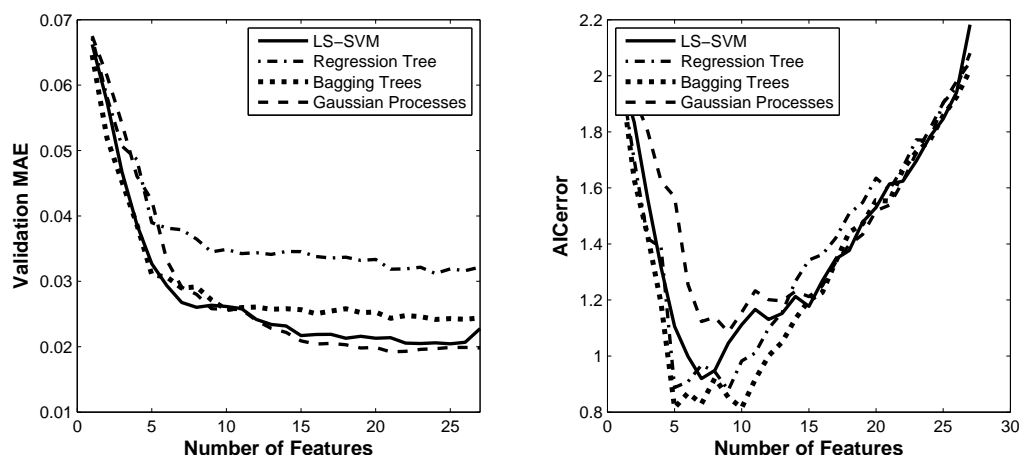 0.07
0.06
0.05
0.04
0.03
0.02
0.01
Validation MAE
LS−SVM
Regression Tree
Bagging Trees
Gaussian Processes
0 5 10 15 20 25
Number of Features
2.2
2
1.8
1.6
1.4
1.2
1
0.8
AICerror
LS−SVM
Regression Tree
Bagging Trees
Gaussian Processes
0 5 10 15 20 25 30
Number of Features